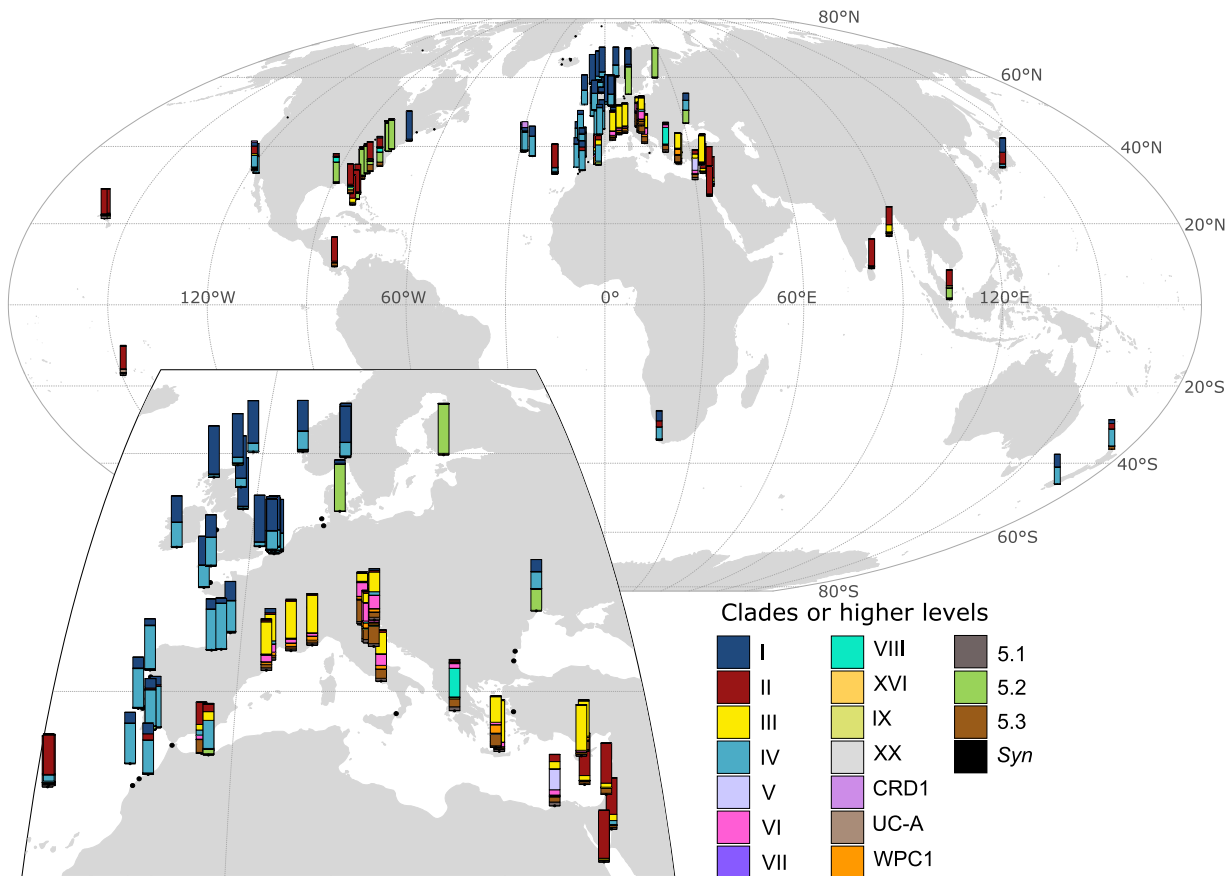 80°N
60°N
40°N
20°N
120°W
60°W
0°
60°E
120°E
20°S
40°S
60°S
80°S
Clades or higher levels
I
II
III
IV
V
VI
VII
VIII
XVI
IX
XX
CRD1
UC-A
WPC1
5.1
5.2
5.3
Syn